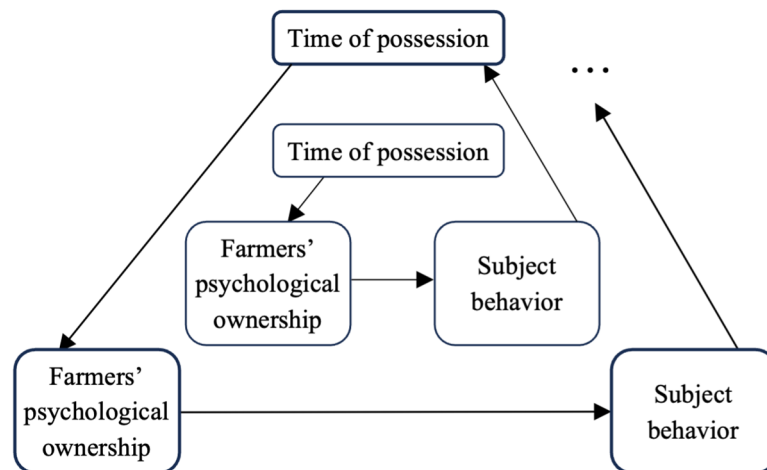 Time of possession
...
Time of possession
Farmers’
psychological
ownership
Subject
behavior
Farmers’
psychological
ownership
Subject
behavior